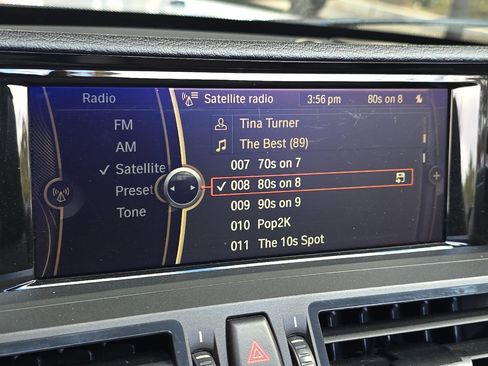 Radio
Satellite radio
3:56 pm
80s on 8
FM
AM
✓ Satellite
Preset
Tone
Tina Turner
The Best (89)
007 70s on 7
✓ 008 80s on 8
009 90s on 9
010 Pop2K
011 The 10s Spot